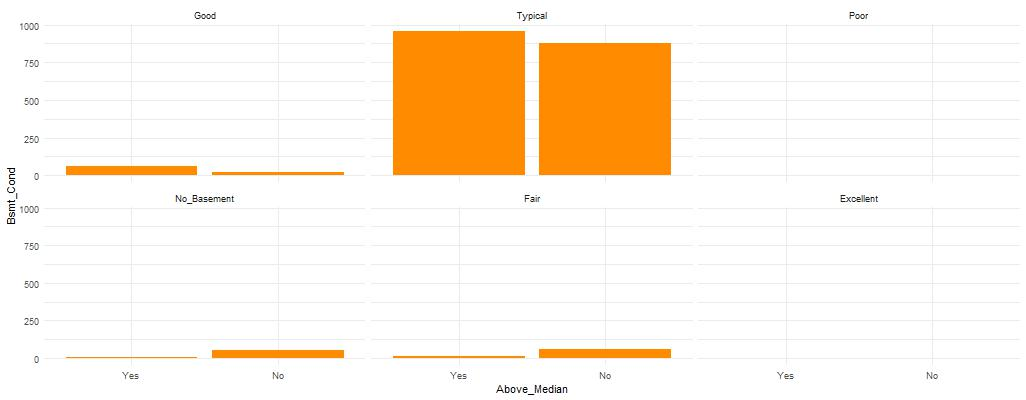 Good Typical Poor
1000
750
500
250
0
Bsmt_Cond
No_Basement Fair Excellent
1000
750
500
250
0
Yes No Yes No Yes No
Above_Median